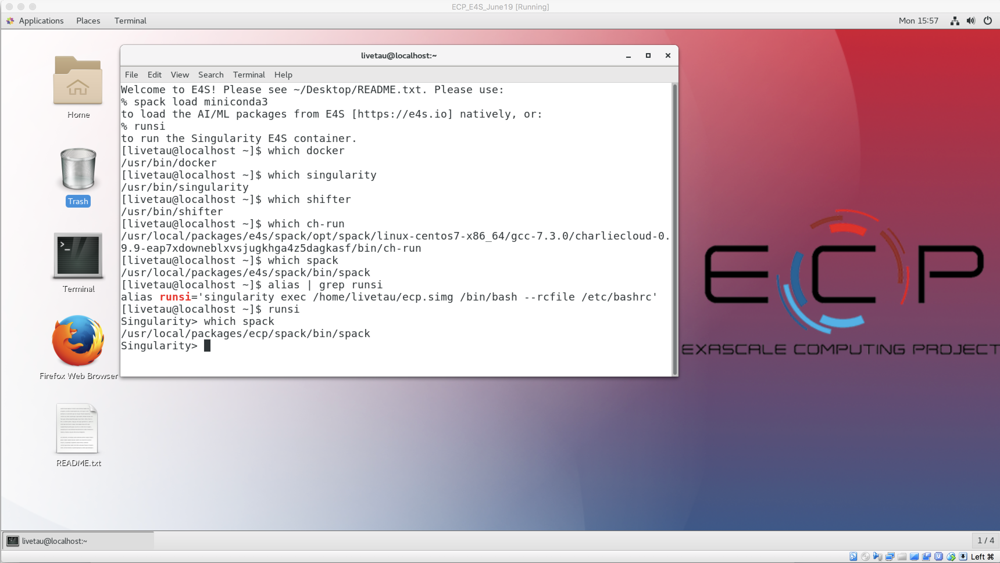 ECP_E4S_June19 [Running]
Applications Places Terminal Mon 15:57
livetau@localhost:~
File Edit View Search Terminal Help
Welcome to E4S! Please see ~/Desktop/README.txt. Please use:
% spack load miniconda3
to load the AI/ML packages from E4S [https://e4s.io] natively, or:
% runsi
to run the Singularity E4S container.
[livetau@localhost ~]$ which docker
/usr/bin/docker
[livetau@localhost ~]$ which singularity
/usr/bin/singularity
[livetau@localhost ~]$ which shifter
/usr/bin/shifter
[livetau@localhost ~]$ which ch-run
/usr/local/packages/e4s/spack/opt/spack/linux-centos7-x86_64/gcc-7.3.0/charliecloud-0.
9.9-eap7xdowneblxvsjugkhga4z5dagkasf/bin/ch-run
[livetau@localhost ~]$ which spack
/usr/local/packages/e4s/spack/bin/spack
[livetau@localhost ~]$ alias | grep runsi
alias runsi='singularity exec /home/livetau/ecp.simg /bin/bash --rcfile /etc/bashrc'
[livetau@localhost ~]$ runsi
Singularity> which spack
/usr/local/packages/ecp/spack/bin/spack
Singularity>
Home
Trash
Terminal
Firefox Web Browser
README.txt
ECP
EXASCALE COMPUTING PROJECT
livetau@localhost:~
1 / 4
Left ⌘